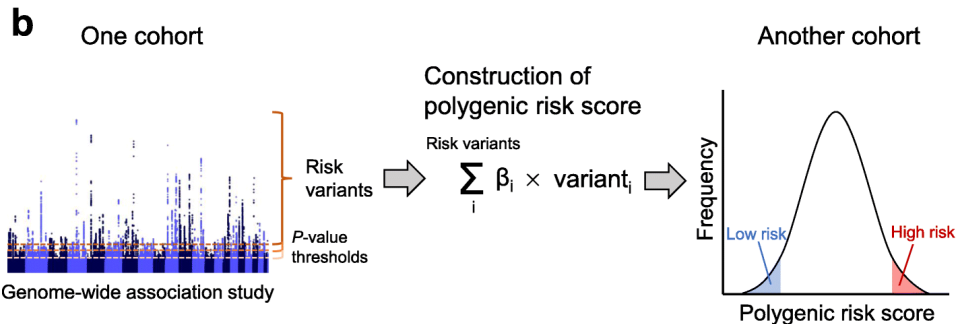 b
One cohort
Another cohort
Construction of
polygenic risk score
Risk variants
∑ βi × varianti
i
Risk
variants
P-value
thresholds
Genome-wide association study
Frequency
Low risk
High risk
Polygenic risk score